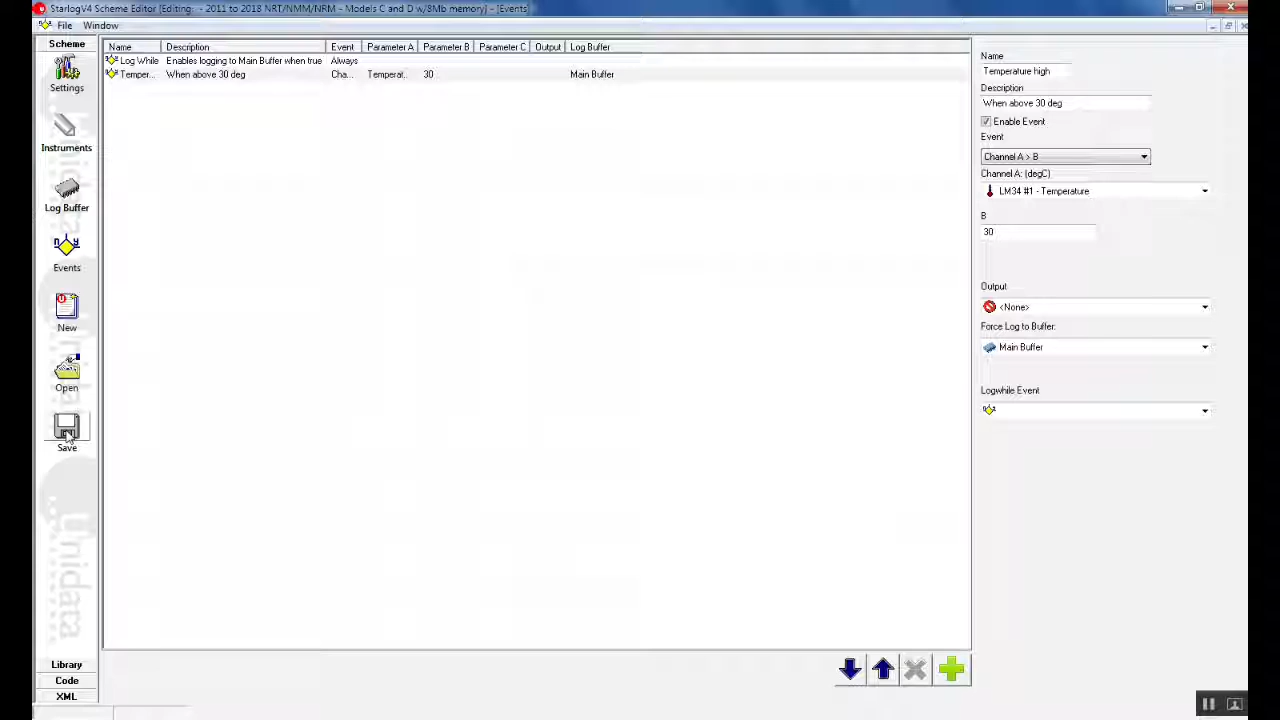 StarlogV4 Scheme Editor [Editing: - 2011 to 2018 NRT/NMM/NRM - Models C and D w/8Mb memory] - [Events]
File Window
Scheme
Settings
Instruments
Log Buffer
Events
New
Open
Save
Library
Code
XML
Unidata
Name Description Event Parameter A Parameter B Parameter C Output Log Buffer
Log While Enables logging to Main Buffer when true Always
Temper... When above 30 deg Cha... Temperat.. 30 Main Buffer
Name
Temperature high
Description
When above 30 deg
Enable Event
Event
Channel A > B
Channel A: (degC)
LM34 #1 - Temperature
B
30
Output
<None>
Force Log to Buffer:
Main Buffer
Logwhile Event